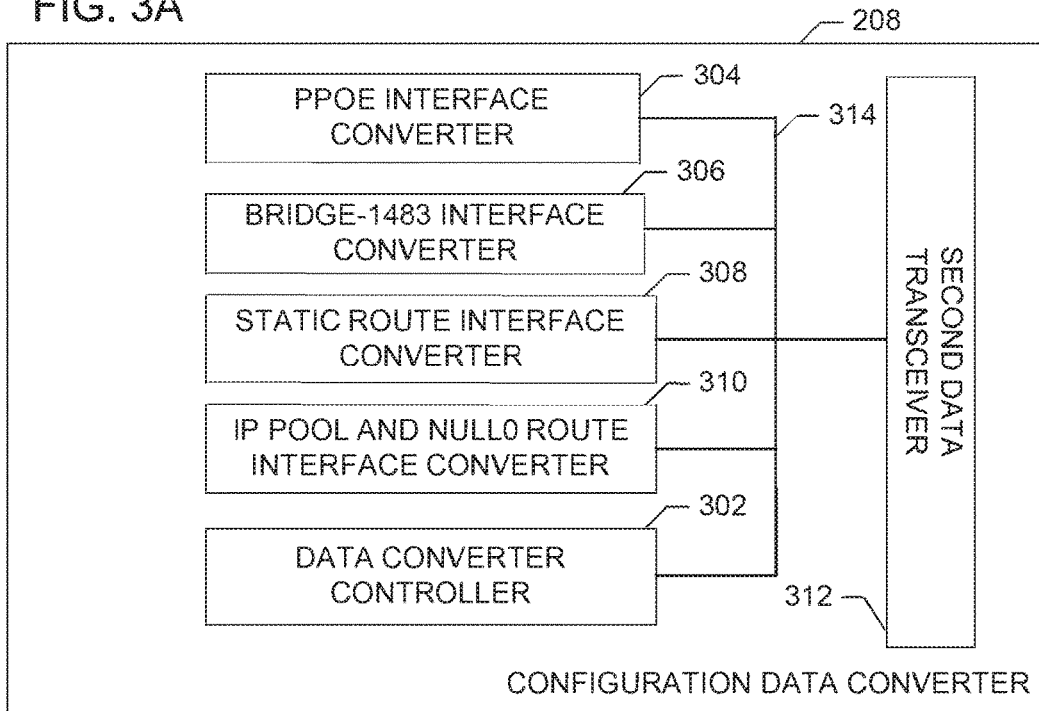 FIG. 3A
208
PPOE INTERFACE
CONVERTER
304
314
BRIDGE-1483 INTERFACE
CONVERTER
306
STATIC ROUTE INTERFACE
CONVERTER
308
IP POOL AND NULL0 ROUTE
INTERFACE CONVERTER
310
DATA CONVERTER
CONTROLLER
302
SECOND DATA
TRANSCEIVER
312
CONFIGURATION DATA CONVERTER